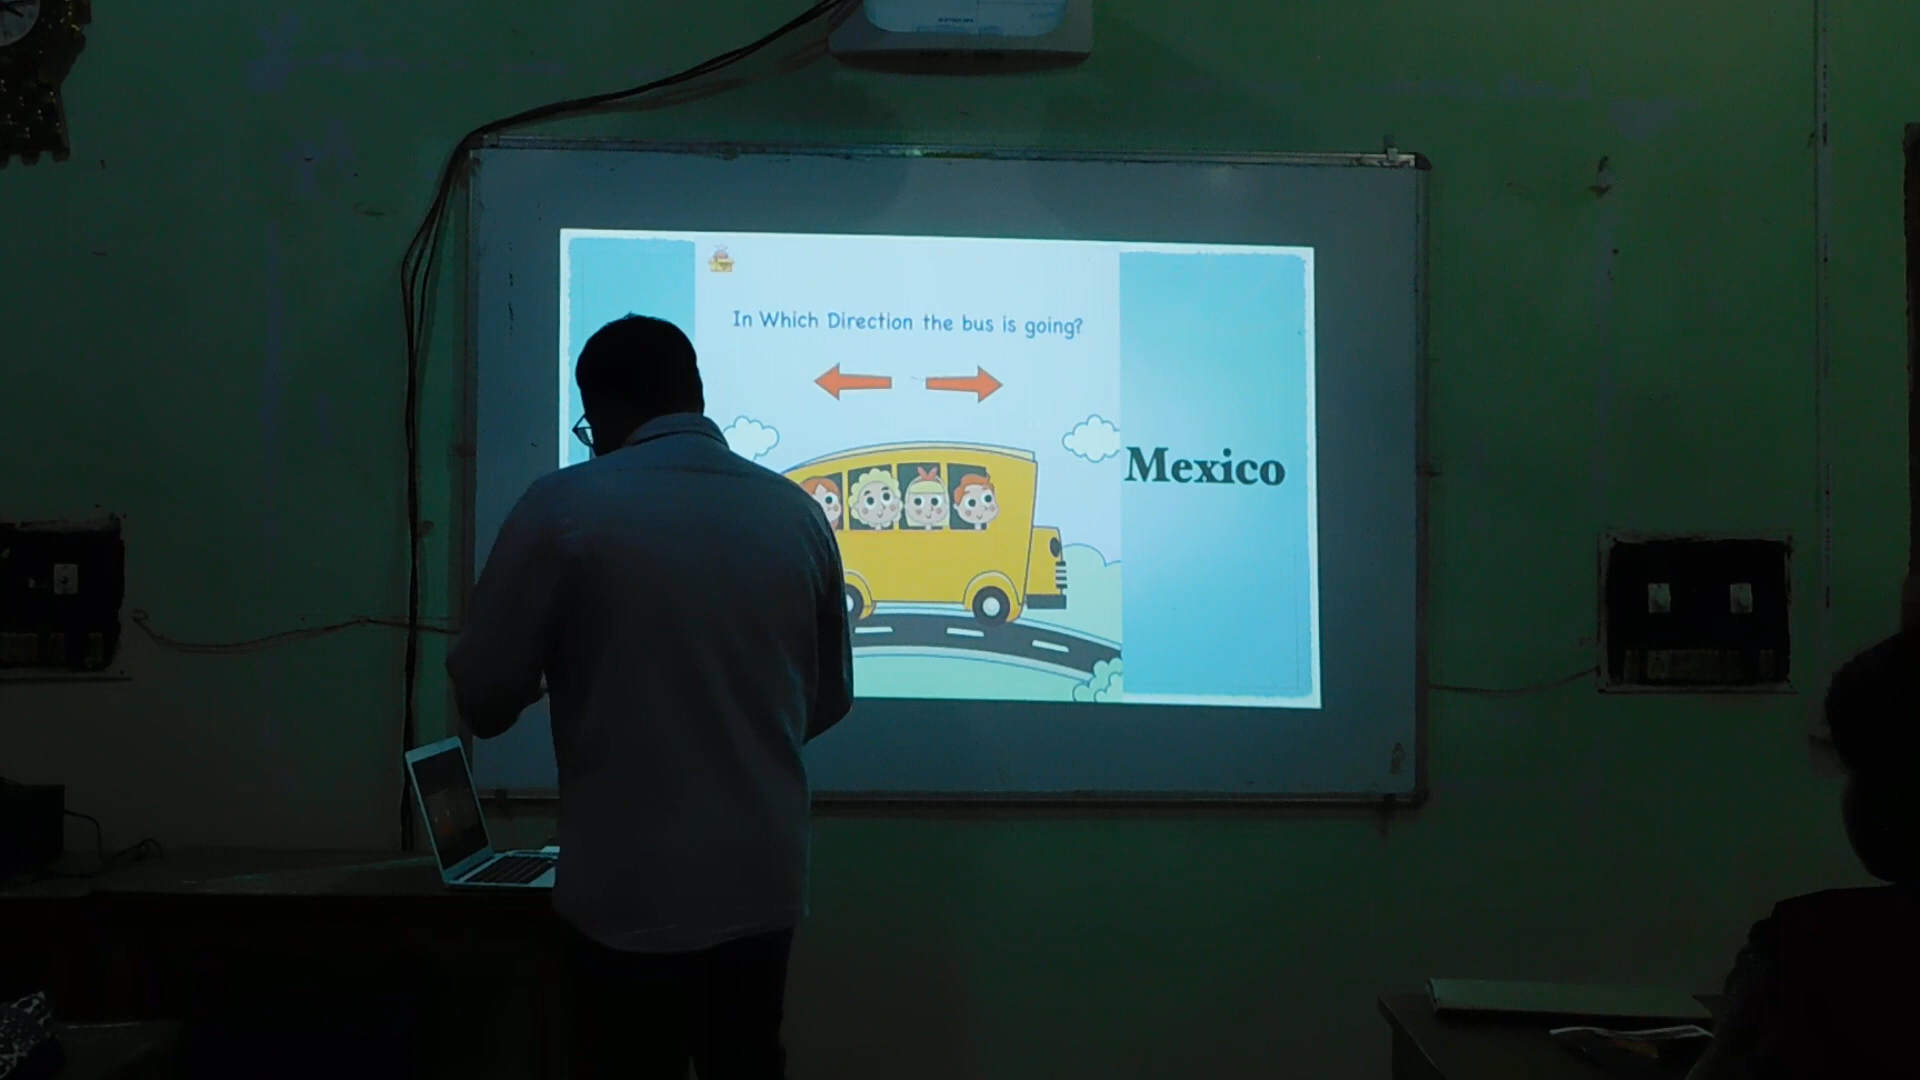 In Which Direction the bus is going?
Mexico